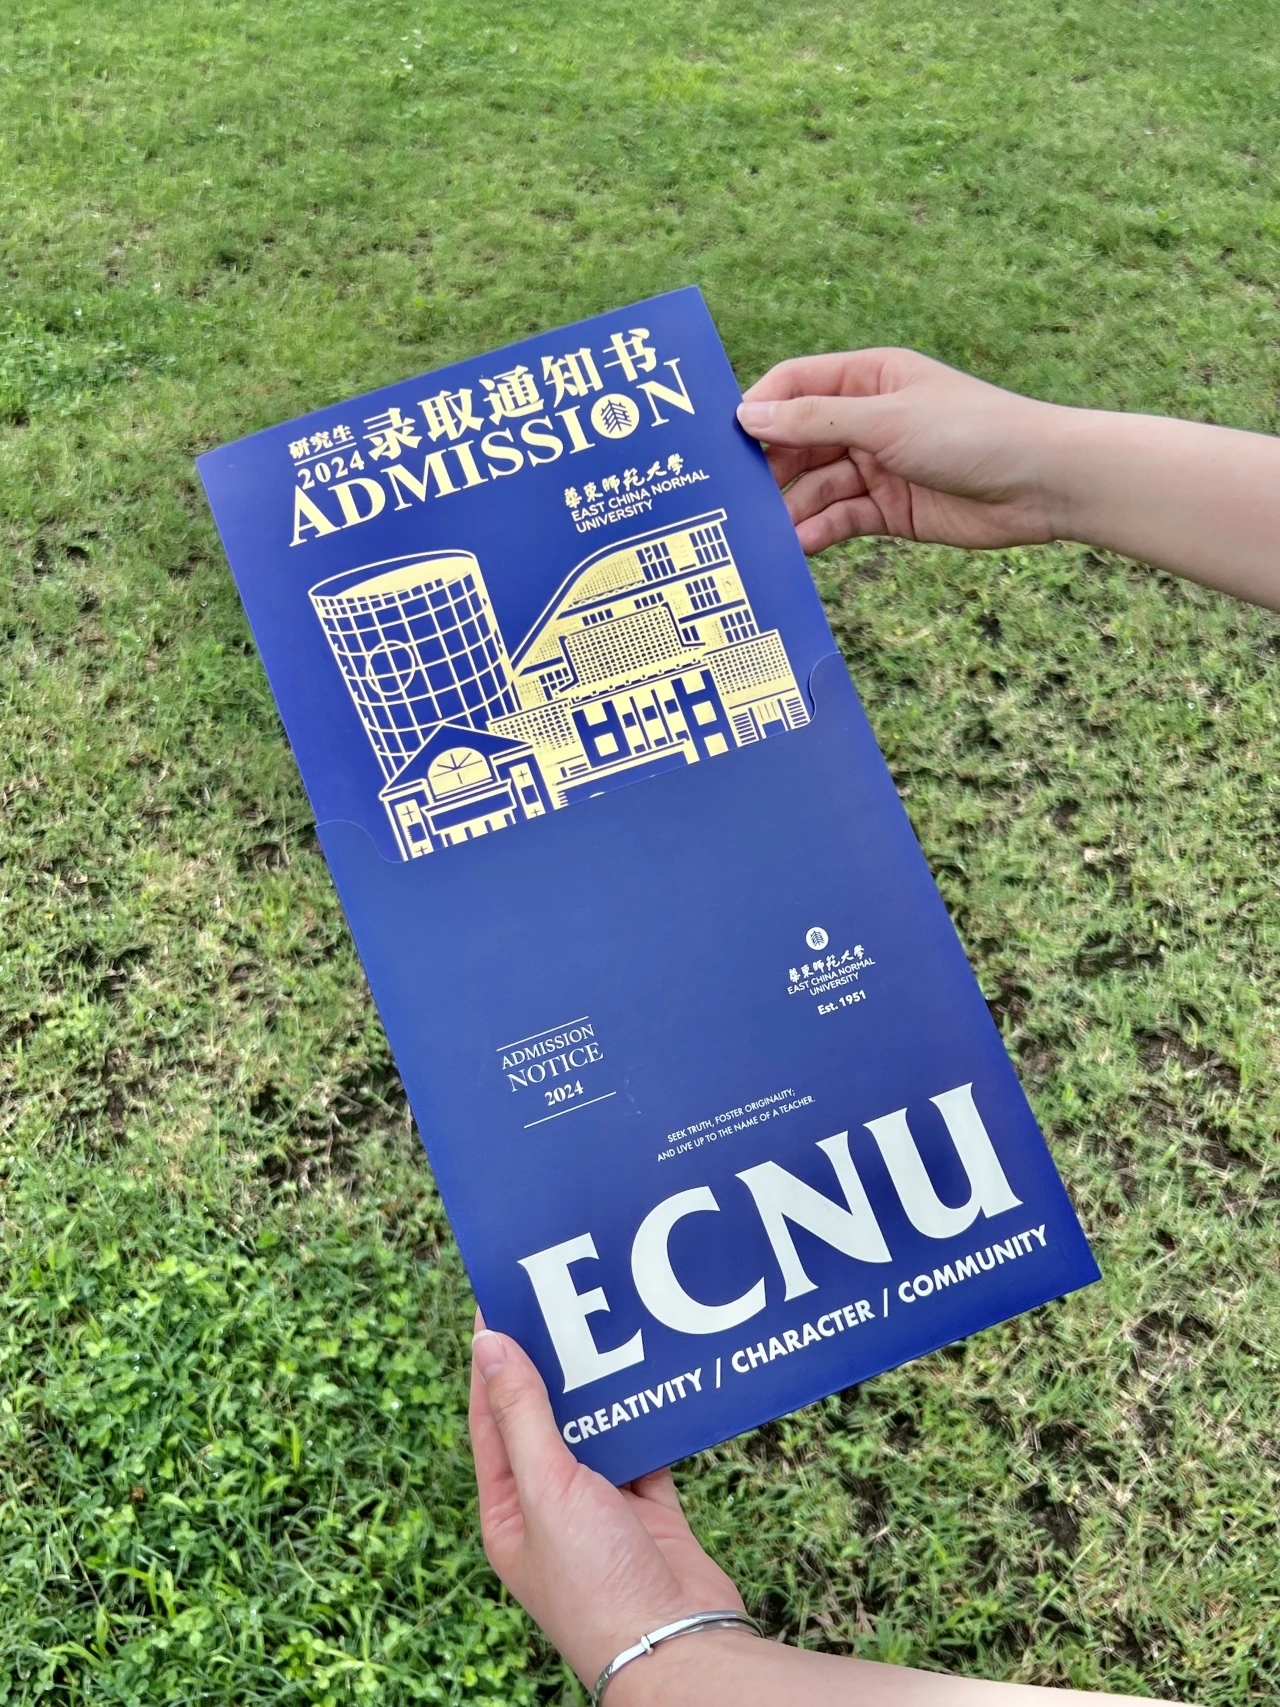 研究生
2024
录取通知书
ADMISSION
華東師范大學
EAST CHINA NORMAL
UNIVERSITY
華東師范大學
EAST CHINA NORMAL
UNIVERSITY
Est. 1951
ADMISSION
NOTICE
2024
SEEK TRUTH, FOSTER ORIGINALITY;
AND LIVE UP TO THE NAME OF A TEACHER.
ECNU
CREATIVITY / CHARACTER / COMMUNITY